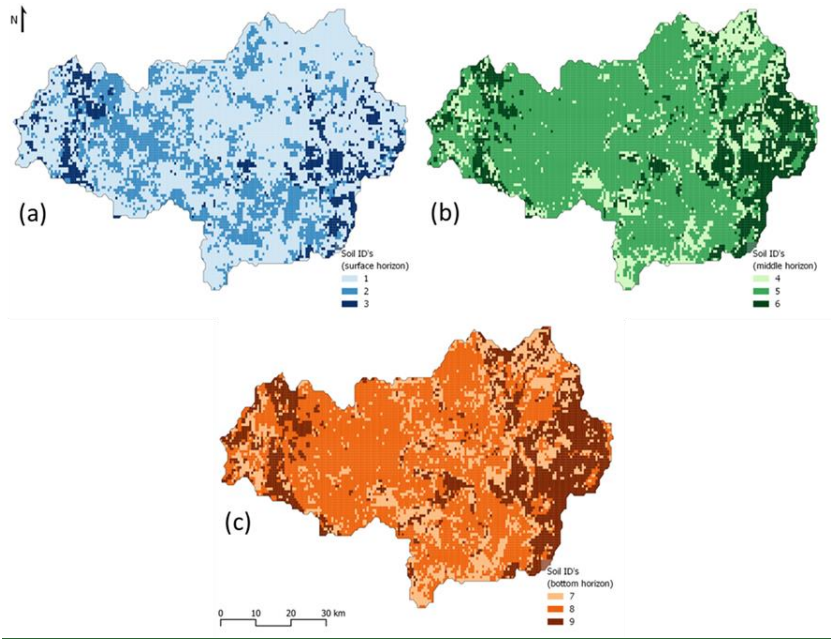 N
(a)
Soil ID's
(surface horizon)
1
2
3
(b)
Soil ID's
(middle horizon)
4
5
6
(c)
Soil ID's
(bottom horizon)
7
8
9
0 10 20 30 km